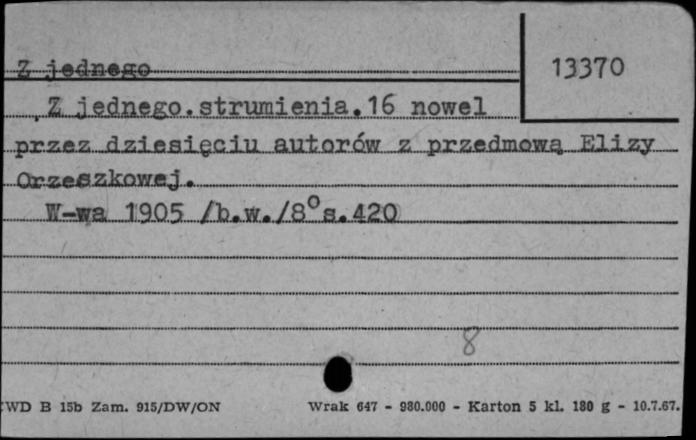 Z jednego
13370
Z jednego.strumienia.16 nowel
przez dziesięciu autorów z przedmową Elizy
Orzeszkowej.
W-wa 1905 /b.w./8° s.420
8
WD B 15b Zam. 915/DW/ON Wrak 647 - 980.000 - Karton 5 kl. 180 g - 10.7.67.